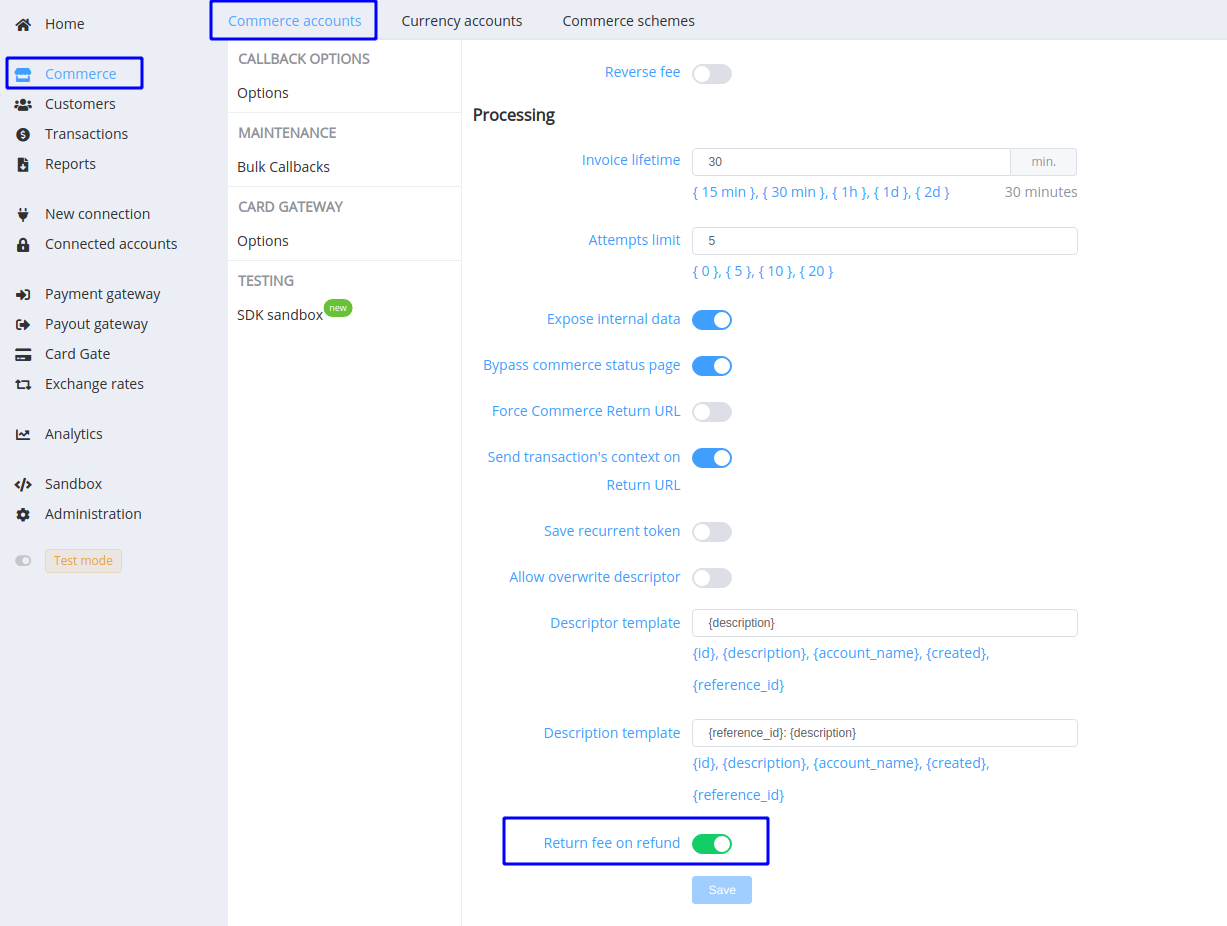 Home
Commerce
Customers
Transactions
Reports
New connection
Connected accounts
Payment gateway
Payout gateway
Card Gate
Exchange rates
Analytics
Sandbox
Administration
Test mode
Commerce accounts
Currency accounts
Commerce schemes
CALLBACK OPTIONS
Options
MAINTENANCE
Bulk Callbacks
CARD GATEWAY
Options
TESTING
SDK sandbox new
Reverse fee
Processing
Invoice lifetime 30 min.
{ 15 min }, { 30 min }, { 1h }, { 1d }, { 2d } 30 minutes
Attempts limit 5
{ 0 }, { 5 }, { 10 }, { 20 }
Expose internal data
Bypass commerce status page
Force Commerce Return URL
Send transaction's context on
Return URL
Save recurrent token
Allow overwrite descriptor
Descriptor template {description}
{id}, {description}, {account_name}, {created},
{reference_id}
Description template {reference_id}: {description}
{id}, {description}, {account_name}, {created},
{reference_id}
Return fee on refund
Save